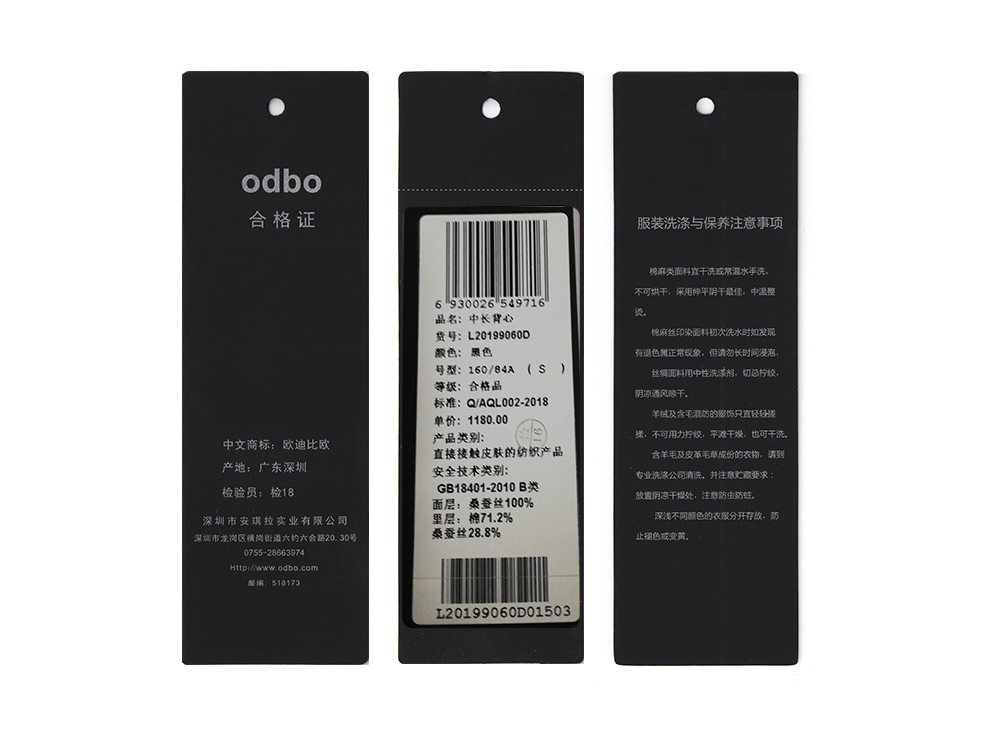 odbo
合格证
中文商标：欧迪比欧
产地：广东深圳
检验员：检18
深圳市安琪拉实业有限公司
深圳市龙岗区横岗街道六约六合路20.30号
0755-28663974
Http://www.odbo.com
邮编：518173
6 930026 549716
品名：中长背心
货号：L20199060D
颜色：黑色
号型：160/84A （S ）
等级：合格品
标准：Q/AQL002-2018
单价：1180.00
产品类别：
直接接触皮肤的纺织产品
安全技术类别：
GB18401-2010 B类
面层：桑蚕丝100%
里层：棉71.2%
桑蚕丝28.8%
L20199060D01503
服装洗涤与保养注意事项
棉麻类面料宜干洗或常温水手洗，
不可烘干，采用伸平阴干最佳，中温整
烫。
棉麻丝印染面料初次洗水时如发现
有退色属正常现象，但请勿长时间浸泡，
丝绸面料用中性洗涤剂，切忌拧绞，
阴凉通风晾干。
羊绒及含毛混防的服饰只宜轻轻搓
揉，不可用力拧绞，平滩干燥，也可干洗。
含羊毛及皮革毛草成份的衣物，请到
专业洗涤公司清洗。并注意贮藏要求：
放置阴凉干燥处，注意防虫防蛀。
深浅不同颜色的衣服分开存放，防
止褪色或变黄。